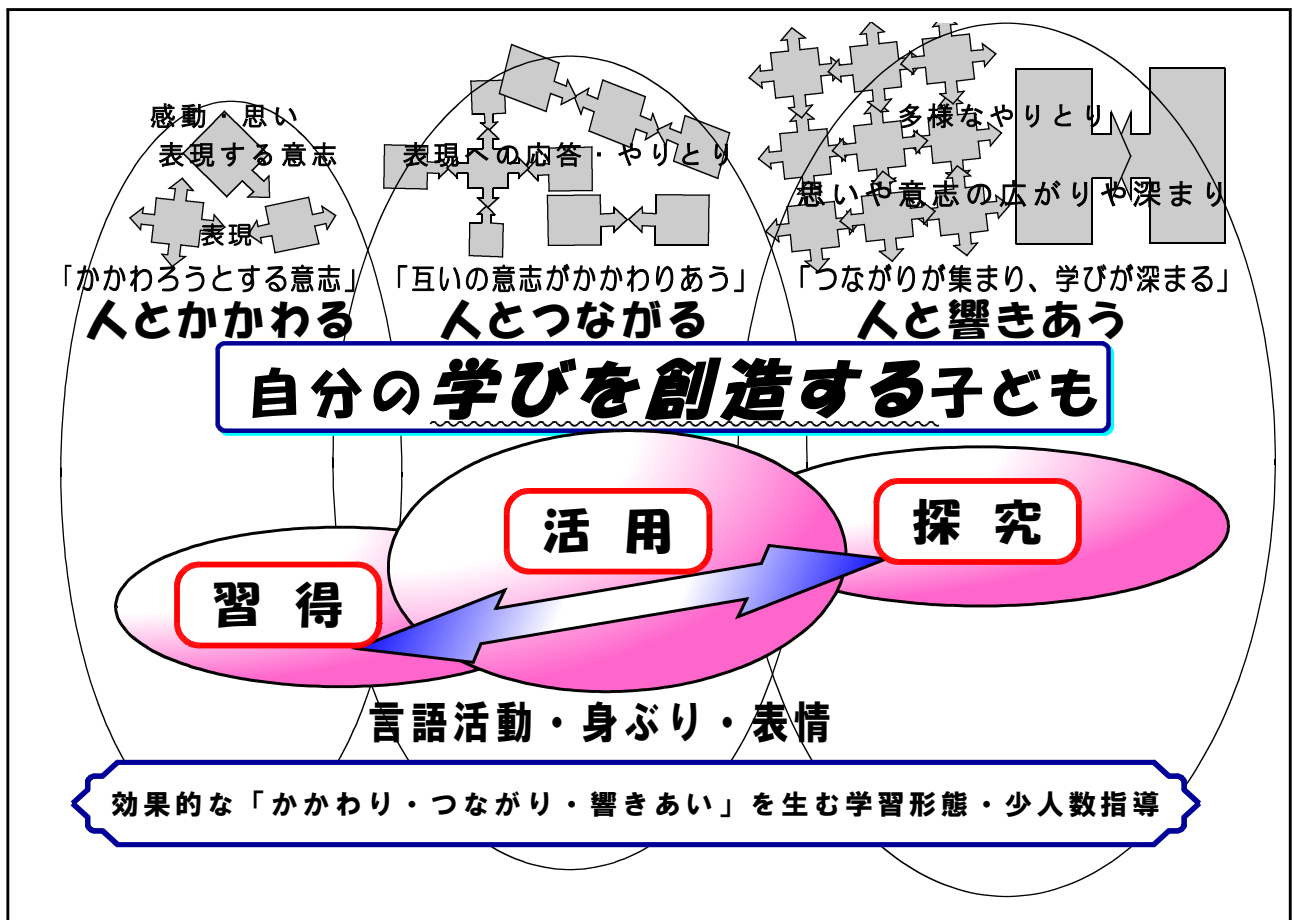 感動・思い
表現する意志
表現
「かかわろうとする意志」
人とかかわる
表現への応答・やりとり
「互いの意志がかかわりあう」
人とつながる
多様なやりとり
思いや意志の広がりや深まり
「つながりが集まり、学びが深まる」
人と響きあう
自分の学びを創造する子ども
習 得
活 用
探 究
言語活動・身ぶり・表情
効果的な「かかわり・つながり・響きあい」を生む学習形態・少人数指導